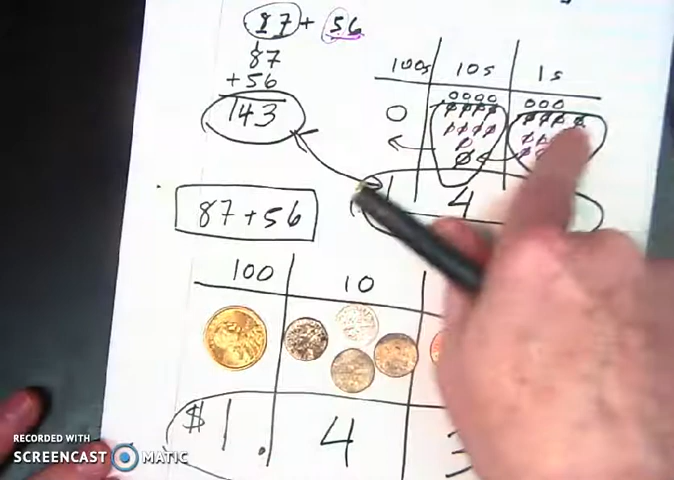 87 + 56
87
+56
143
100s 10s 1s
4
87 + 56
100 10
$1. 4 3
RECORDED WITH
SCREENCAST MATIC